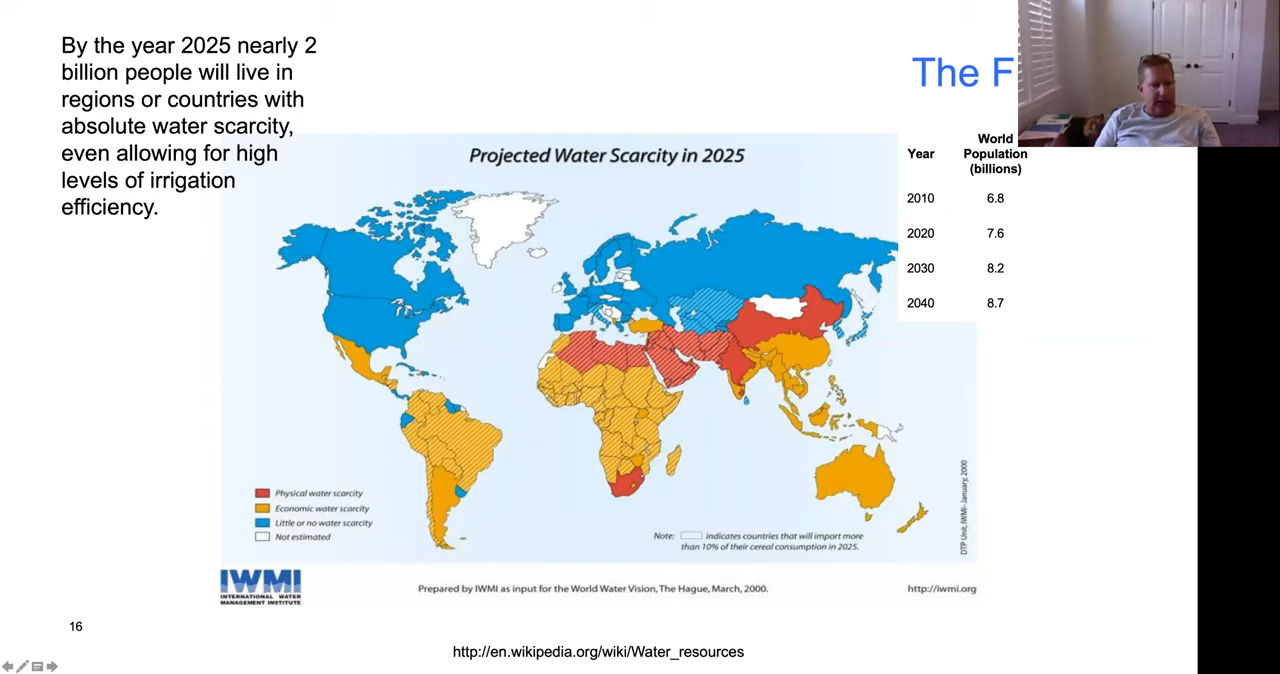 By the year 2025 nearly 2
billion people will live in
regions or countries with
absolute water scarcity,
even allowing for high
levels of irrigation
efficiency.
The F
Projected Water Scarcity in 2025
Year
World
Population
(billions)
2010 6.8
2020 7.6
2030 8.2
2040 8.7
Physical water scarcity
Economic water scarcity
Little or no water scarcity
Not estimated
Note: indicates countries that will import more
than 10% of their cereal consumption in 2025.
DTP Unit, IWMI-January, 2000
IWMI
INTERNATIONAL WATER
MANAGEMENT INSTITUTE
Prepared by IWMI as input for the World Water Vision, The Hague, March, 2000.
http://iwmi.org
16
http://en.wikipedia.org/wiki/Water_resources